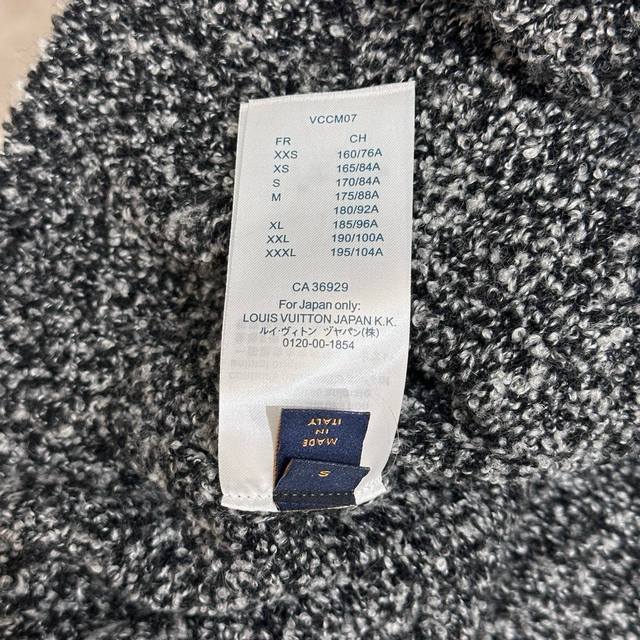 VCCM07
FR CH
XXS 160/76A
XS 165/84A
S 170/84A
M 175/88A
180/92A
XL 185/96A
XXL 190/100A
XXXL 195/104A
CA 36929
For Japan only:
LOUIS VUITTON JAPAN K.K.
ルイ・ヴィトン ヅャパン(株)
0120-00-1854
MADE
IN
ITALY
S